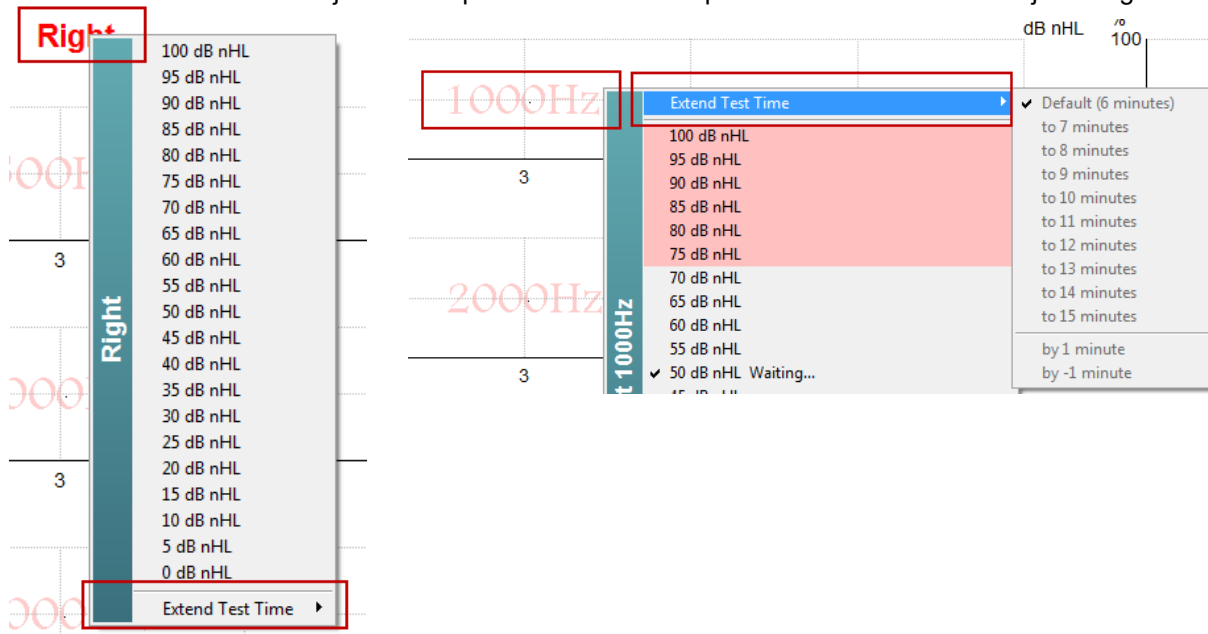 Right
100 dB nHL
95 dB nHL
90 dB nHL
85 dB nHL
80 dB nHL
75 dB nHL
70 dB nHL
65 dB nHL
60 dB nHL
55 dB nHL
50 dB nHL
45 dB nHL
40 dB nHL
35 dB nHL
30 dB nHL
25 dB nHL
20 dB nHL
15 dB nHL
10 dB nHL
5 dB nHL
0 dB nHL
Extend Test Time
Right
3
3
dB nHL
100
1000Hz
3
2000Hz
3
1000Hz
Extend Test Time
100 dB nHL
95 dB nHL
90 dB nHL
85 dB nHL
80 dB nHL
75 dB nHL
70 dB nHL
65 dB nHL
60 dB nHL
55 dB nHL
50 dB nHL Waiting...
Default (6 minutes)
to 7 minutes
to 8 minutes
to 9 minutes
to 10 minutes
to 11 minutes
to 12 minutes
to 13 minutes
to 14 minutes
to 15 minutes
by 1 minute
by -1 minute